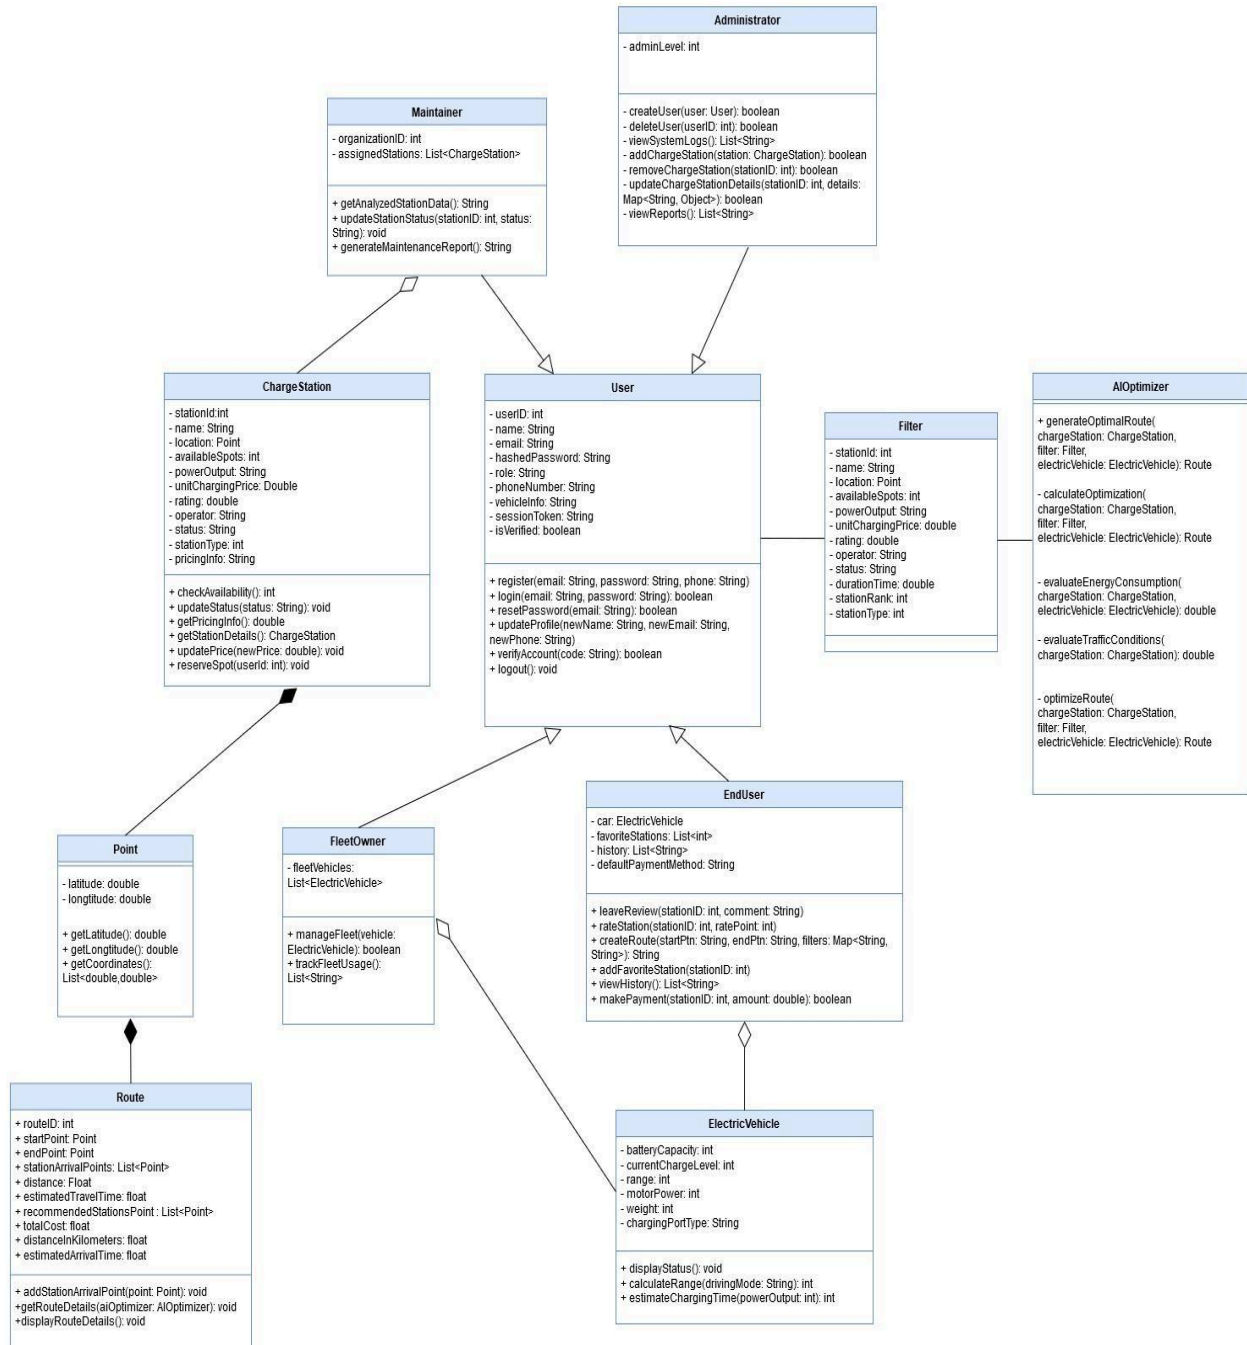 Administrator
- adminLevel: int
- createUser(user: User): boolean
- deleteUser(userID: int): boolean
- viewSystemLogs(): List<String>
- addChargeStation(station: ChargeStation): boolean
- removeChargeStation(stationID: int): boolean
- updateChargeStationDetails(stationID: int, details:
Map<String, Object>): boolean
- viewReports(): List<String>
Maintainer
- organizationID: int
- assignedStations: List<ChargeStation>
+ getAnalyzedStationData(): String
+ updateStationStatus(stationID: int, status:
String): void
+ generateMaintenanceReport(): String
ChargeStation
- stationId:int
- name: String
- location: Point
- availableSpots: int
- powerOutput: String
- unitChargingPrice: Double
- rating: double
- operator: String
- status: String
- stationType: int
- pricingInfo: String
+ checkAvailability(): int
+ updateStatus(status: String): void
+ getPricingInfo(): double
+ getStationDetails(): ChargeStation
+ updatePrice(newPrice: double): void
+ reserveSpot(userId: int): void
User
- userID: int
- name: String
- email: String
- hashedPassword: String
- role: String
- phoneNumber: String
- vehicleInfo: String
- sessionToken: String
- isVerified: boolean
+ register(email: String, password: String, phone: String)
+ login(email: String, password: String): boolean
+ resetPassword(email: String): boolean
+ updateProfile(newName: String, newEmail: String,
newPhone: String)
+ verifyAccount(code: String): boolean
+ logout(): void
Filter
- stationId: int
- name: String
- location: Point
- availableSpots: int
- powerOutput: String
- unitChargingPrice: double
- rating: double
- operator: String
- status: String
- durationTime: double
- stationRank: int
- stationType: int
AIOptimizer
+ generateOptimalRoute(
chargeStation: ChargeStation,
filter: Filter,
electricVehicle: ElectricVehicle): Route
- calculateOptimization(
chargeStation: ChargeStation,
filter: Filter,
electricVehicle: ElectricVehicle): Route
- evaluateEnergyConsumption(
chargeStation: ChargeStation,
electricVehicle: ElectricVehicle): double
- evaluateTrafficConditions(
chargeStation: ChargeStation): double
- optimizeRoute(
chargeStation: ChargeStation,
filter: Filter,
electricVehicle: ElectricVehicle): Route
Point
- latitude: double
- longtitude: double
+ getLatitude(): double
+ getLongtitude(): double
+ getCoordinates():
List<double,double>
FleetOwner
- fleetVehicles:
List<ElectricVehicle>
+ manageFleet(vehicle:
ElectricVehicle): boolean
+ trackFleetUsage():
List<String>
EndUser
- car: ElectricVehicle
- favoriteStations: List<int>
- history: List<String>
- defaultPaymentMethod: String
+ leaveReview(stationID: int, comment: String)
+ rateStation(stationID: int, ratePoint: int)
+ createRoute(startPtn: String, endPtn: String, filters: Map<String,
String>): String
+ addFavoriteStation(stationID: int)
+ viewHistory(): List<String>
+ makePayment(stationID: int, amount: double): boolean
Route
+ routeID: int
+ startPoint: Point
+ endPoint: Point
+ stationArrivalPoints: List<Point>
+ distance: Float
+ estimatedTravelTime: float
+ recommendedStationsPoint : List<Point>
+ totalCost: float
+ distanceInKilometers: float
+ estimatedArrivalTime: float
+ addStationArrivalPoint(point: Point): void
+getRouteDetails(aiOptimizer: AIOptimizer): void
+displayRouteDetails(): void
ElectricVehicle
- batteryCapacity: int
- currentChargeLevel: int
- range: int
- motorPower: int
- weight: int
- chargingPortType: String
+ displayStatus(): void
+ calculateRange(drivingMode: String): int
+ estimateChargingTime(powerOutput: int): int